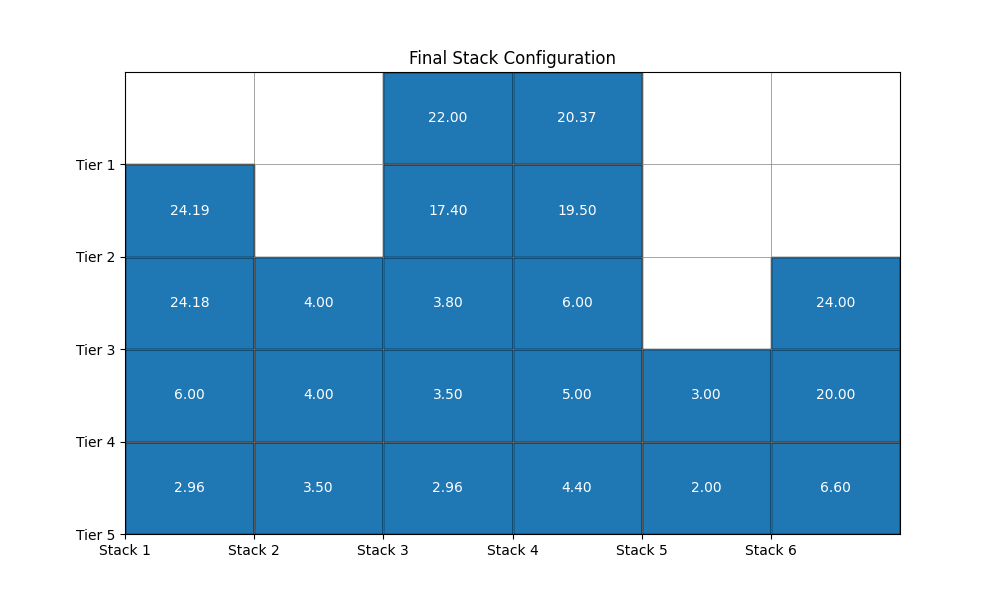 Final Stack Configuration
22.00 20.37
Tier 1
24.19 17.40 19.50
Tier 2
24.18 4.00 3.80 6.00 24.00
Tier 3
6.00 4.00 3.50 5.00 3.00 20.00
Tier 4
2.96 3.50 2.96 4.40 2.00 6.60
Tier 5
Stack 1 Stack 2 Stack 3 Stack 4 Stack 5 Stack 6